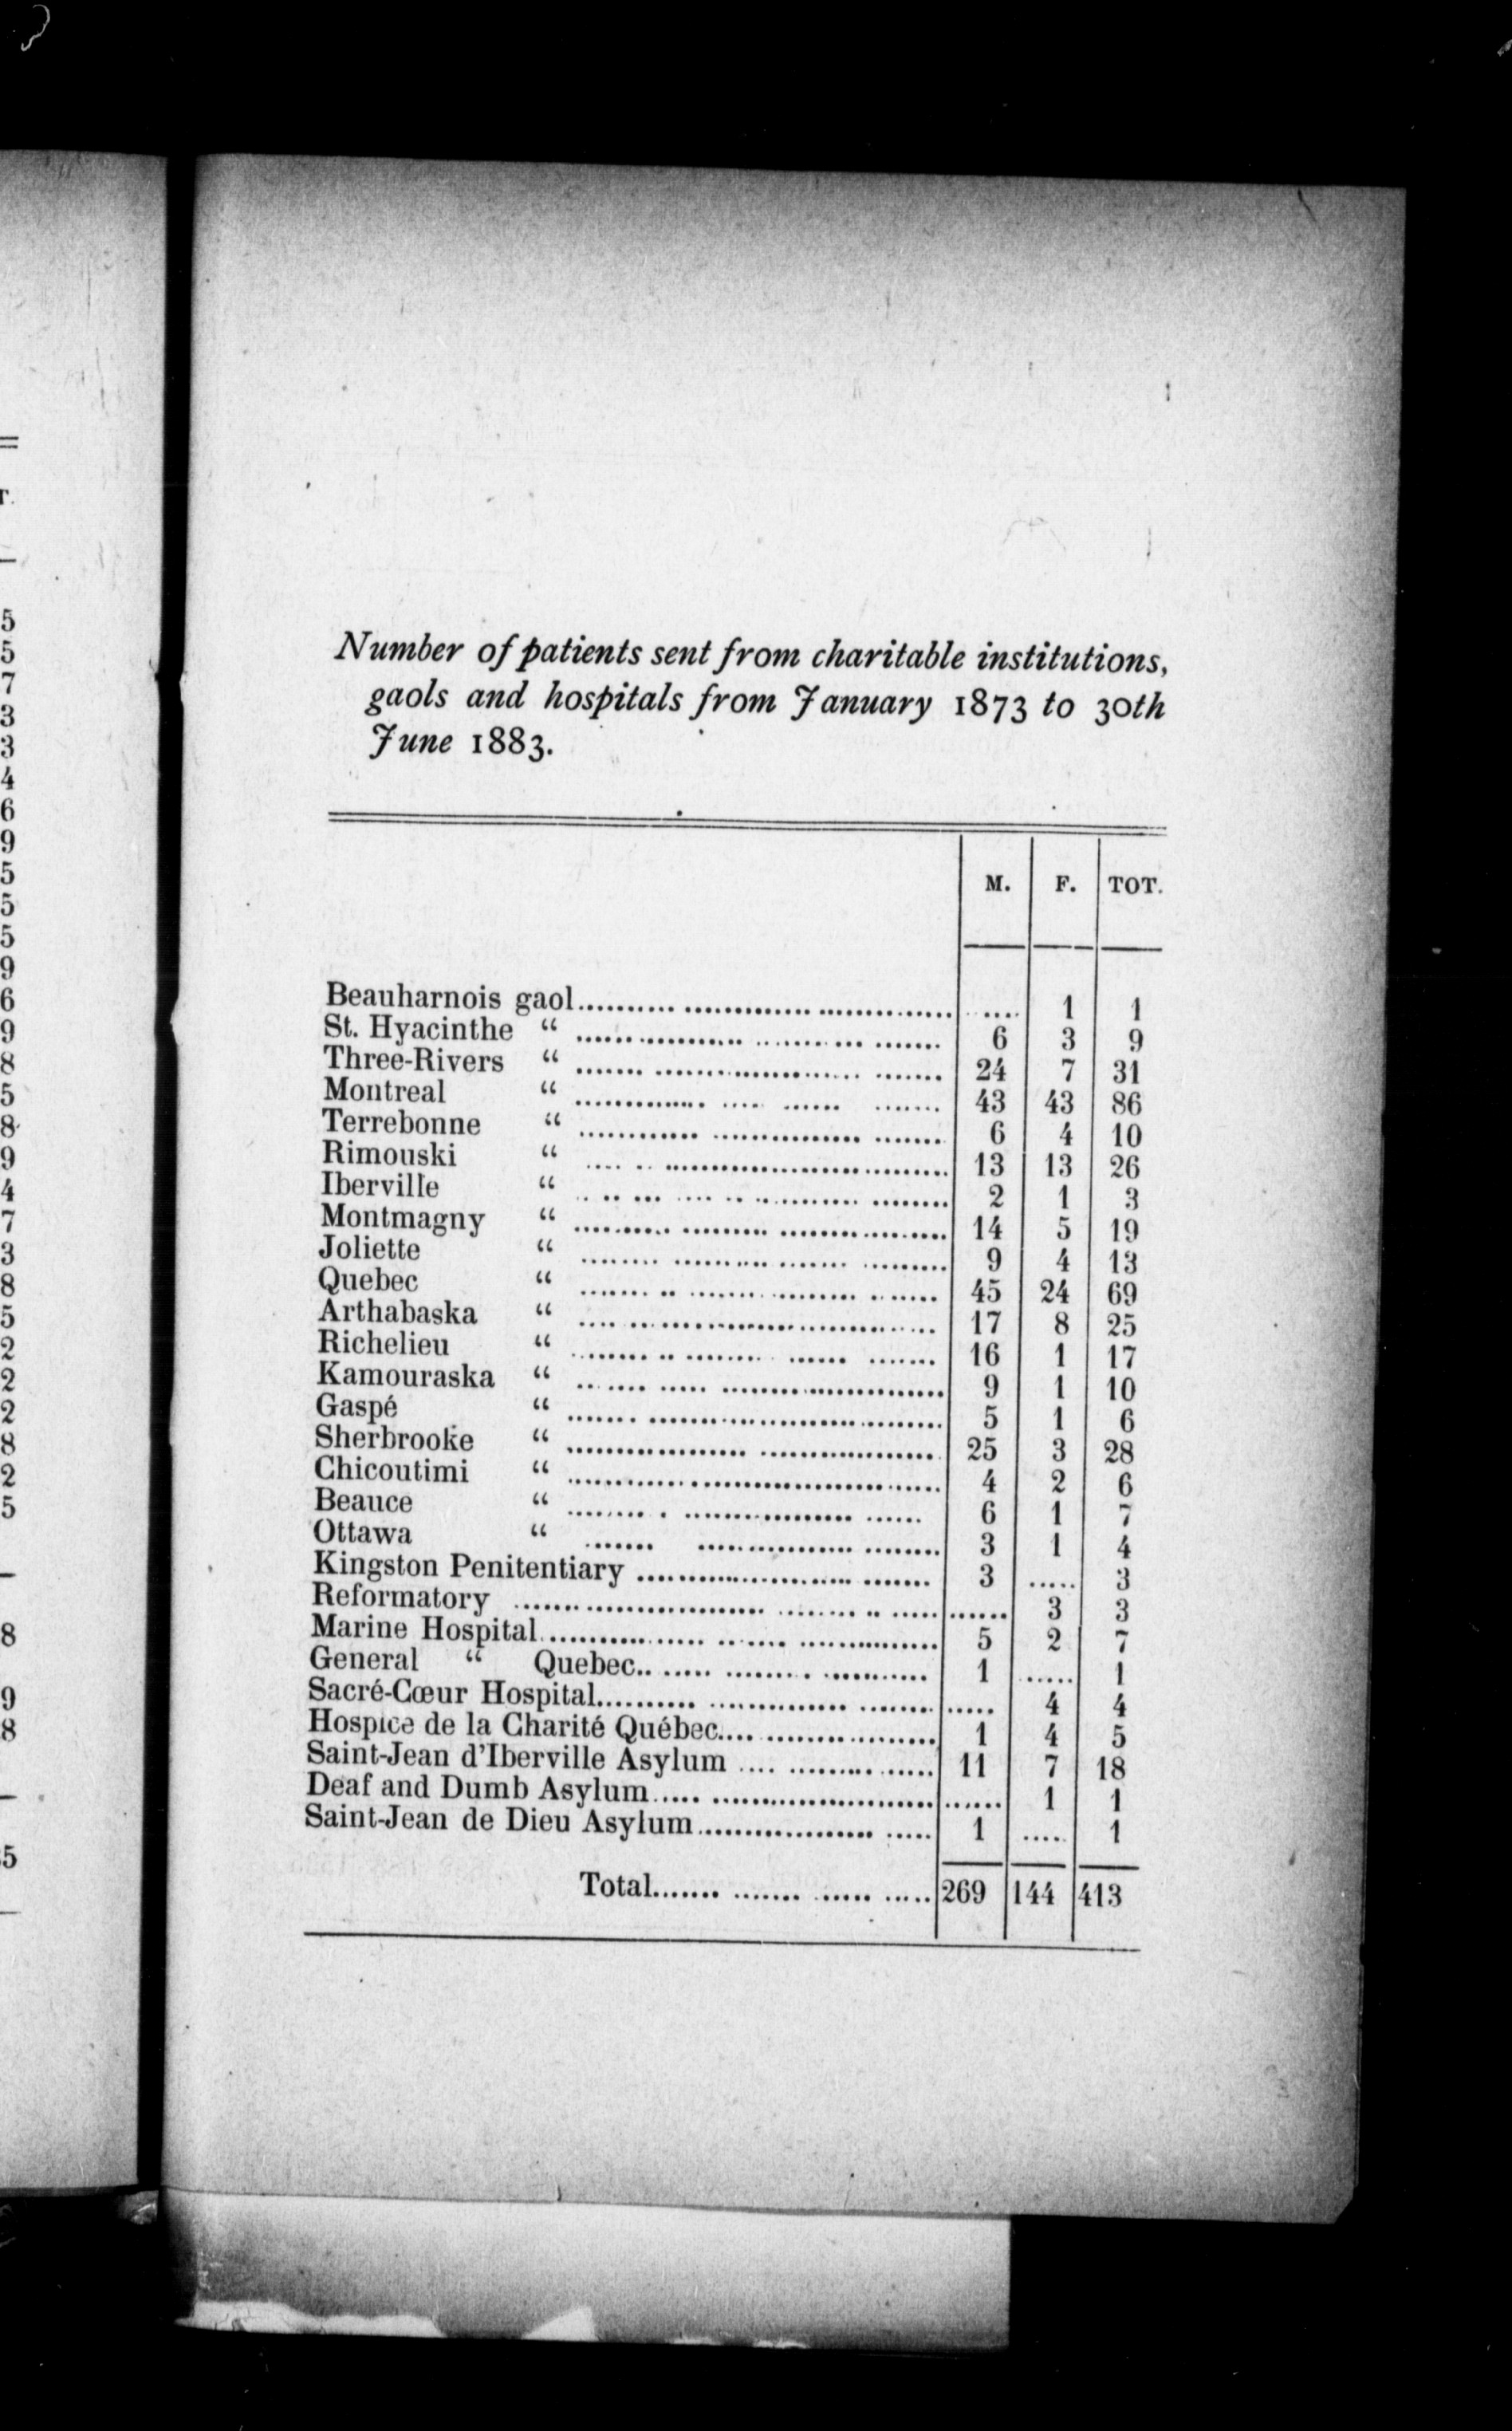 Number of patients sent from charitable institutions,
gaols and hospitals from January 1873 to 30th
June 1883.
M. F. TOT.
Beauharnois gaol .... 1 1
St. Hyacinthe “ 6 3 9
Three-Rivers “ 24 7 31
Montreal “ 43 43 86
Terrebonne “ 6 4 10
Rimouski “ 13 13 26
Iberville “ 2 1 3
Montmagny “ 14 5 19
Joliette “ 9 4 13
Quebec “ 45 24 69
Arthabaska “ 17 8 25
Richelieu “ 16 1 17
Kamouraska “ 9 1 10
Gaspé “ 5 1 6
Sherbrooke “ 25 3 28
Chicoutimi “ 4 2 6
Beauce “ 6 1 7
Ottawa “ 3 1 4
Kingston Penitentiary 3 ..... 3
Reformatory ...... 3 3
Marine Hospital 5 2 7
General “ Quebec 1 ...... 1
Sacré-Cœur Hospital ..... 4 4
Hospice de la Charité Québec 1 4 5
Saint-Jean d'Iberville Asylum 11 7 18
Deaf and Dumb Asylum ...... 1 1
Saint-Jean de Dieu Asylum 1 ..... 1
Total 269 144 413